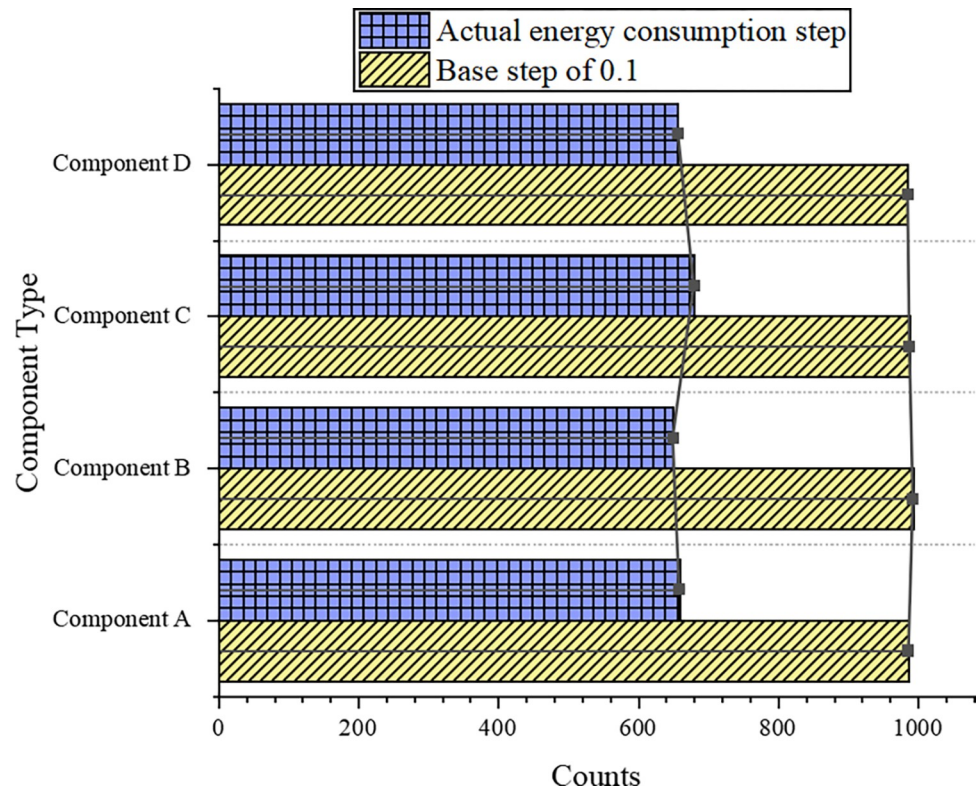 Actual energy consumption step
Base step of 0.1
Component D
Component C
Component B
Component A
Component Type
0 200 400 600 800 1000
Counts